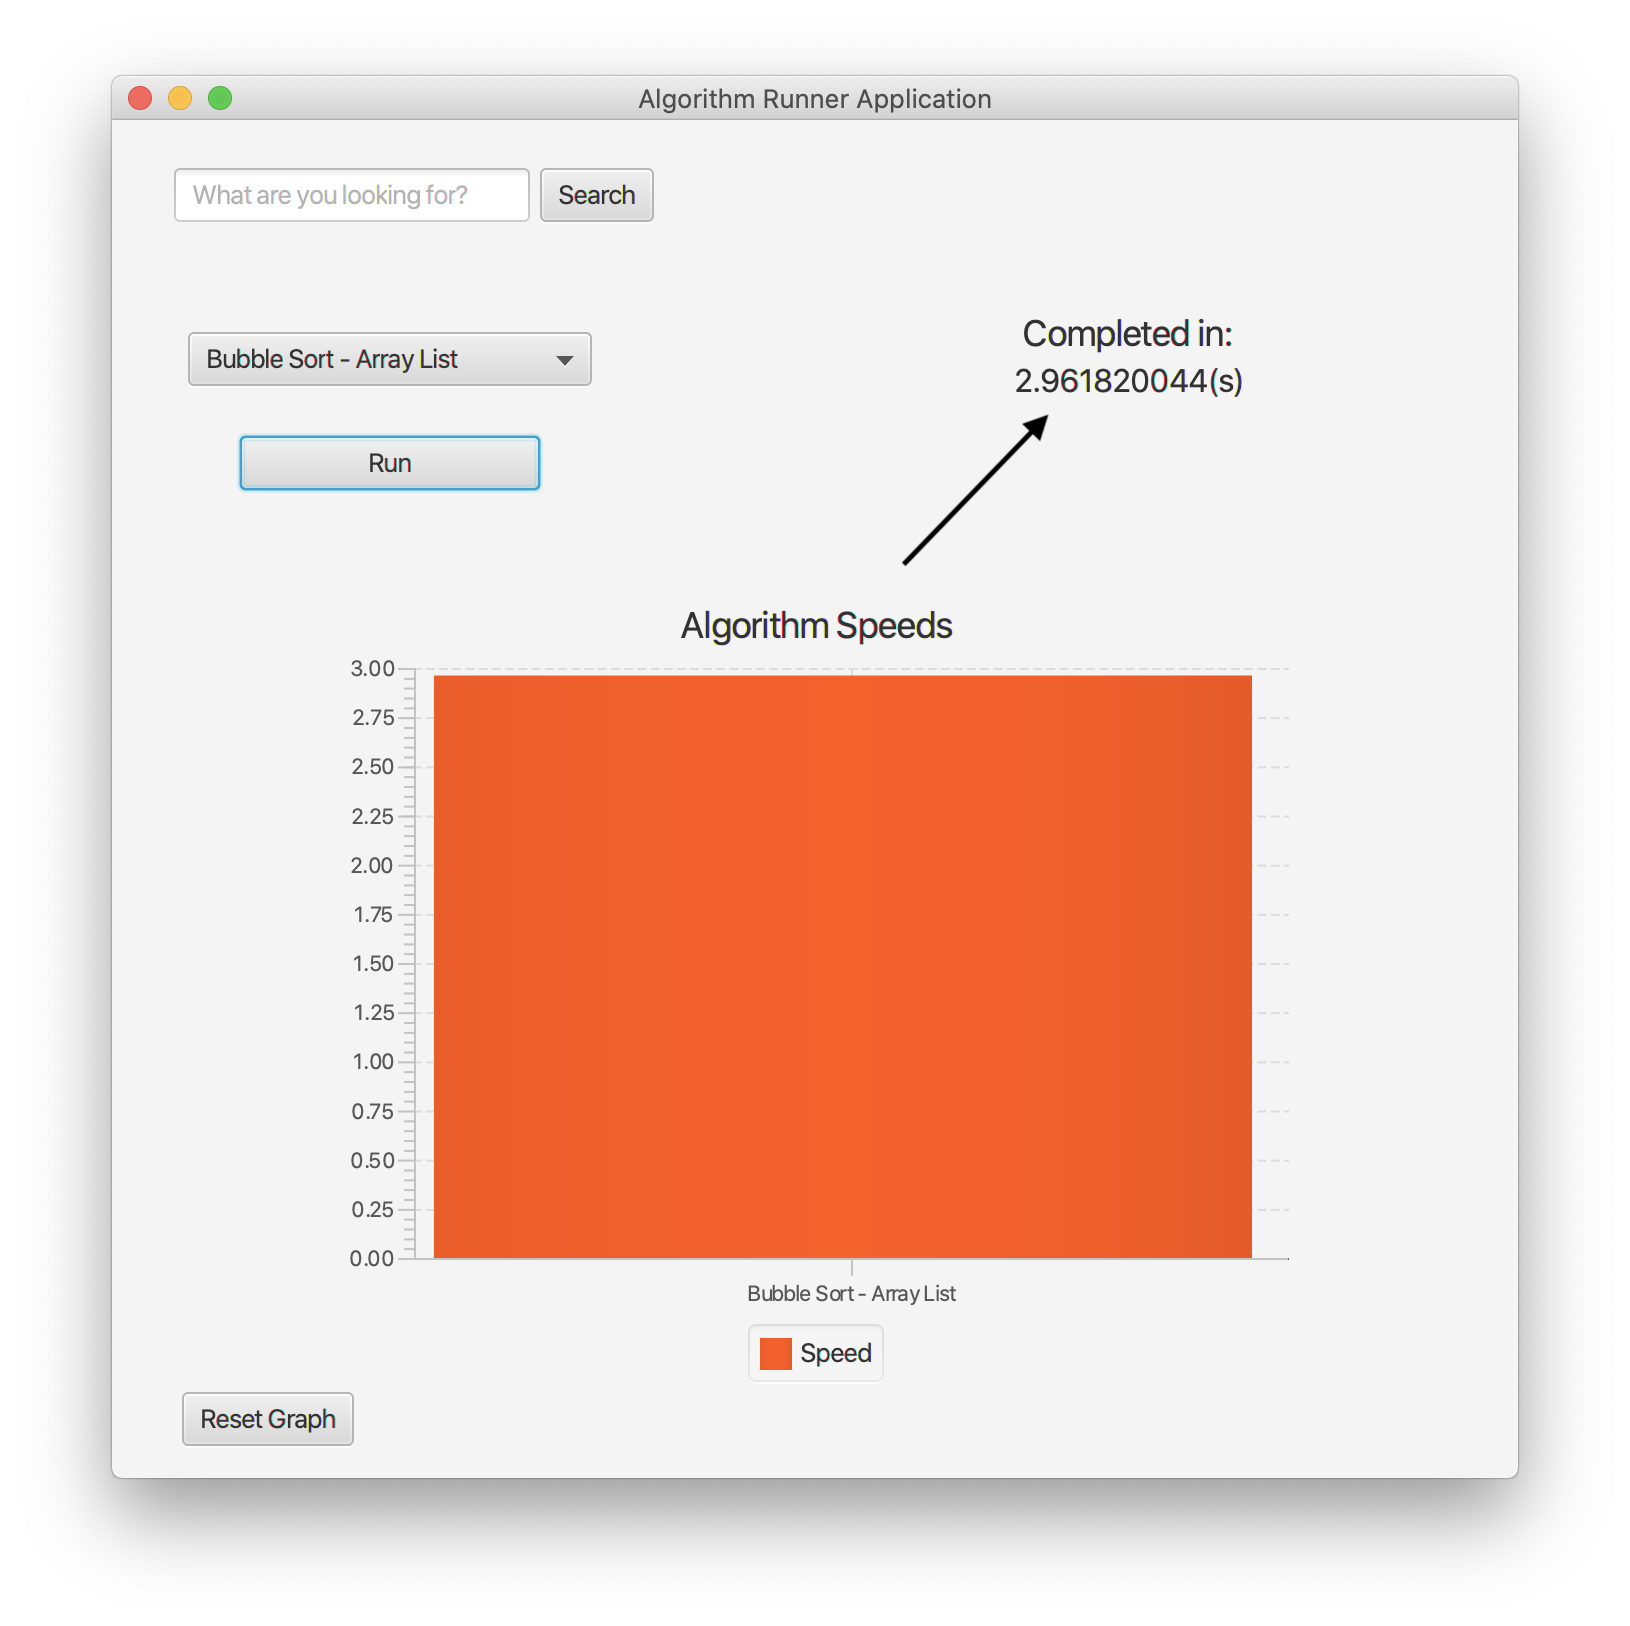 Algorithm Runner Application
What are you looking for?
Search
Bubble Sort - Array List
Run
Completed in:
2.961820044(s)
Algorithm Speeds
3.00
2.75
2.50
2.25
2.00
1.75
1.50
1.25
1.00
0.75
0.50
0.25
0.00
Bubble Sort - Array List
Speed
Reset Graph